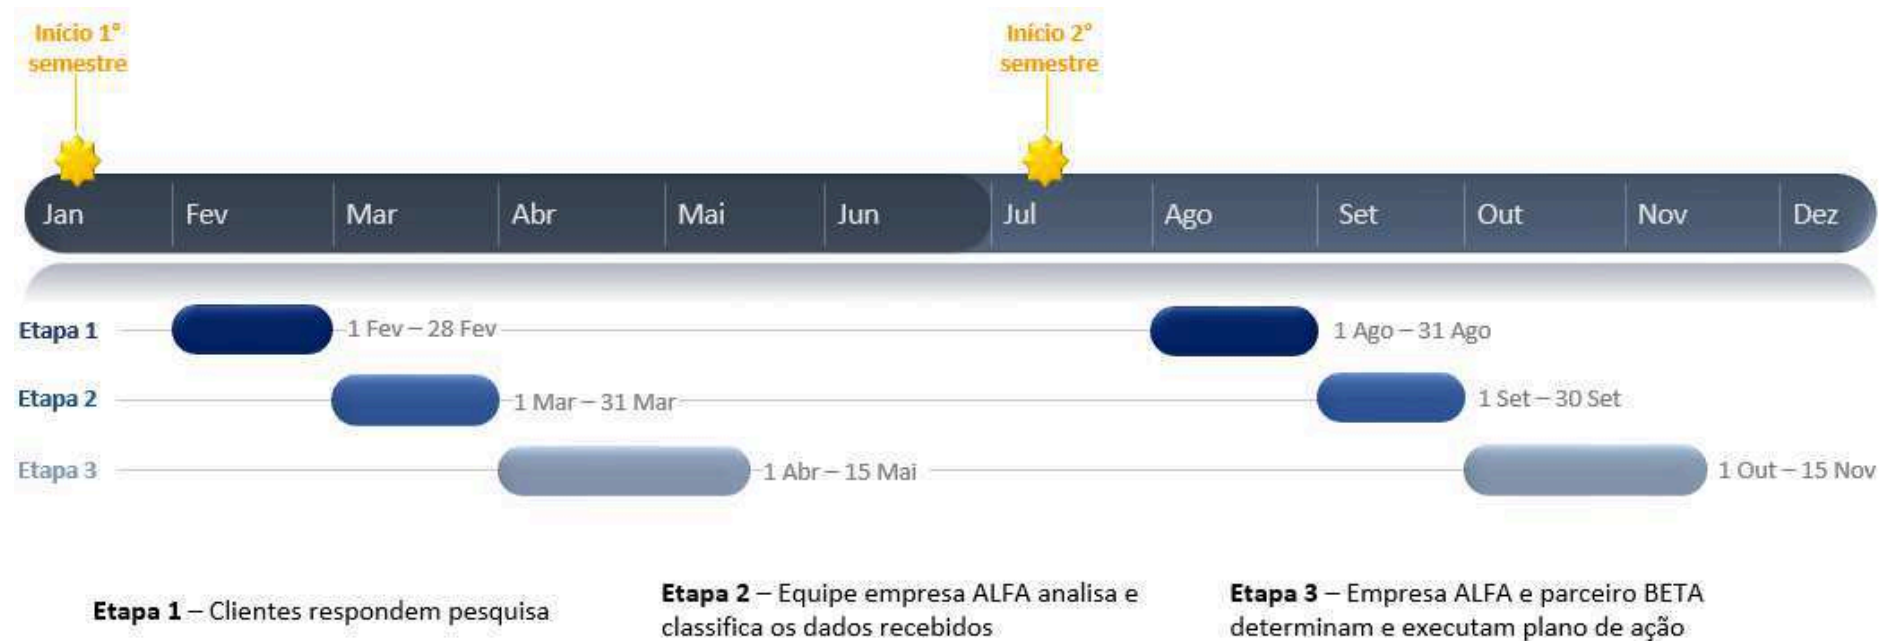 Início 1°
semestre
Início 2°
semestre
Jan Fev Mar Abr Mai Jun Jul Ago Set Out Nov Dez
Etapa 1 1 Fev – 28 Fev 1 Ago – 31 Ago
Etapa 2 1 Mar – 31 Mar 1 Set – 30 Set
Etapa 3 1 Abr – 15 Mai 1 Out – 15 Nov
Etapa 1 – Clientes respondem pesquisa
Etapa 2 – Equipe empresa ALFA analisa e
classifica os dados recebidos
Etapa 3 – Empresa ALFA e parceiro BETA
determinam e executam plano de ação